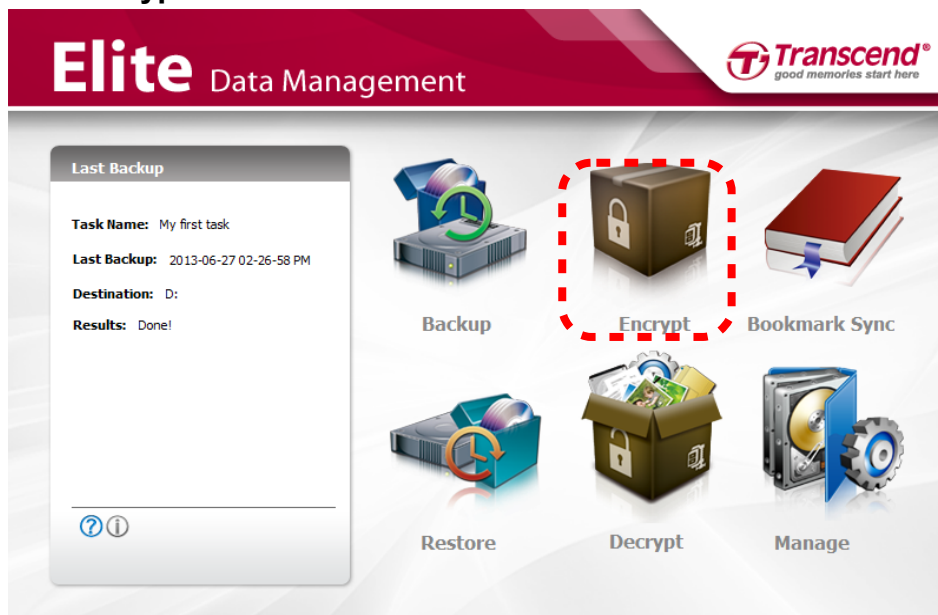 Elite Data Management
Transcend®
good memories start here
Last Backup
Task Name: My first task
Last Backup: 2013-06-27 02-26-58 PM
Destination: D:
Results: Done!
Backup
Encrypt
Bookmark Sync
Restore
Decrypt
Manage